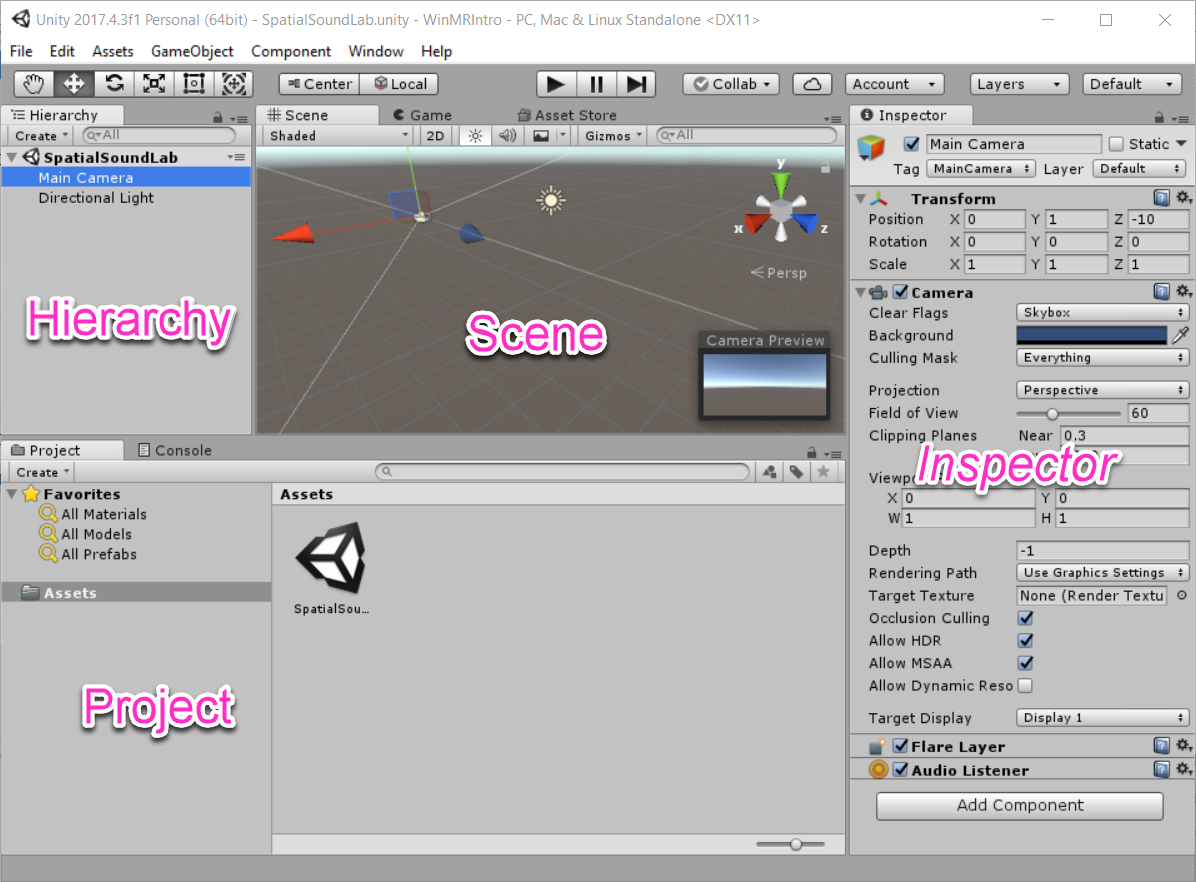 Unity 2017.4.3f1 Personal (64bit) - SpatialSoundLab.unity - WinMRIntro - PC, Mac & Linux Standalone <DX11>
File Edit Assets GameObject Component Window Help
Center Local Collab Account Layers Default
Hierarchy
Create All
SpatialSoundLab
Main Camera
Directional Light
Hierarchy
Scene Game Asset Store
Shaded 2D Gizmos All
y
x z
Persp
Scene
Camera Preview
Project Console
Create
Favorites
All Materials
All Models
All Prefabs
Assets
Project
Assets
SpatialSou...
Inspector
Main Camera Static
Tag MainCamera Layer Default
Transform
Position X 0 Y 1 Z -10
Rotation X 0 Y 0 Z 0
Scale X 1 Y 1 Z 1
Camera
Clear Flags Skybox
Background
Culling Mask Everything
Projection Perspective
Field of View 60
Clipping Planes Near 0.3
Inspector
X 0 Y 0
W 1 H 1
Depth -1
Rendering Path Use Graphics Settings
Target Texture None (Render Textu
Occlusion Culling
Allow HDR
Allow MSAA
Allow Dynamic Reso
Target Display Display 1
Flare Layer
Audio Listener
Add Component